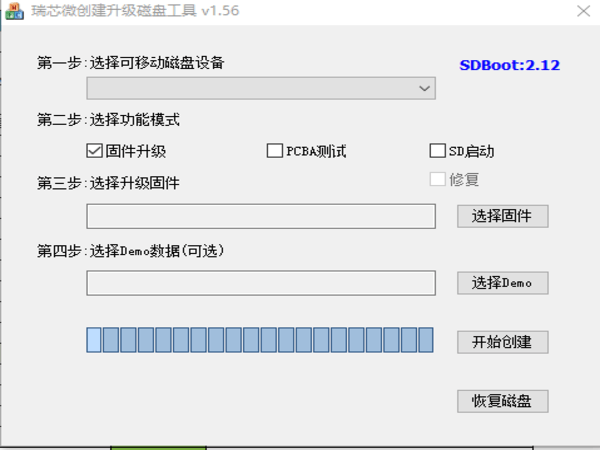 瑞芯微创建升级磁盘工具 v1.56
第一步:选择可移动磁盘设备
SDBoot:2.12
第二步:选择功能模式
固件升级 PCBA测试 SD启动
修复
第三步:选择升级固件
选择固件
第四步:选择Demo数据(可选)
选择Demo
开始创建
恢复磁盘